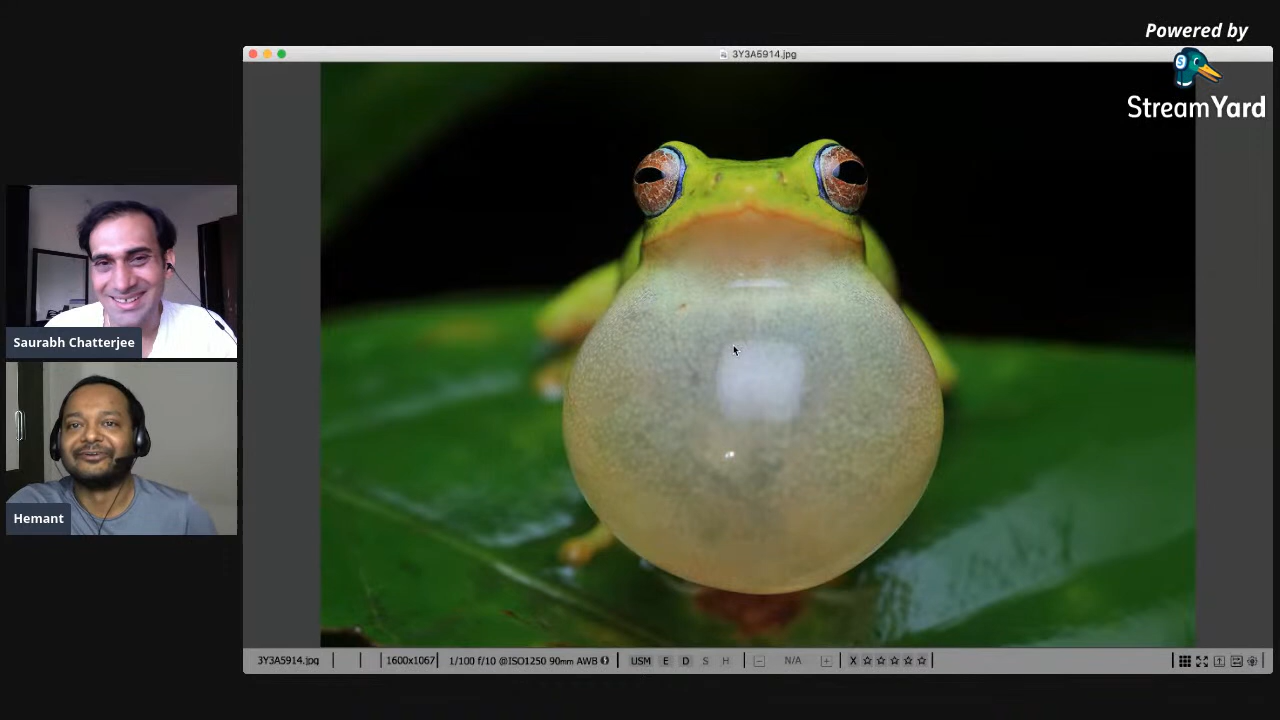 Powered by
StreamYard
3Y3A5914.jpg
Saurabh Chatterjee
Hemant
3Y3A5914.jpg 1600x1067 1/100 f/10 @ISO1250 90mm AWB USM E D S H N/A X